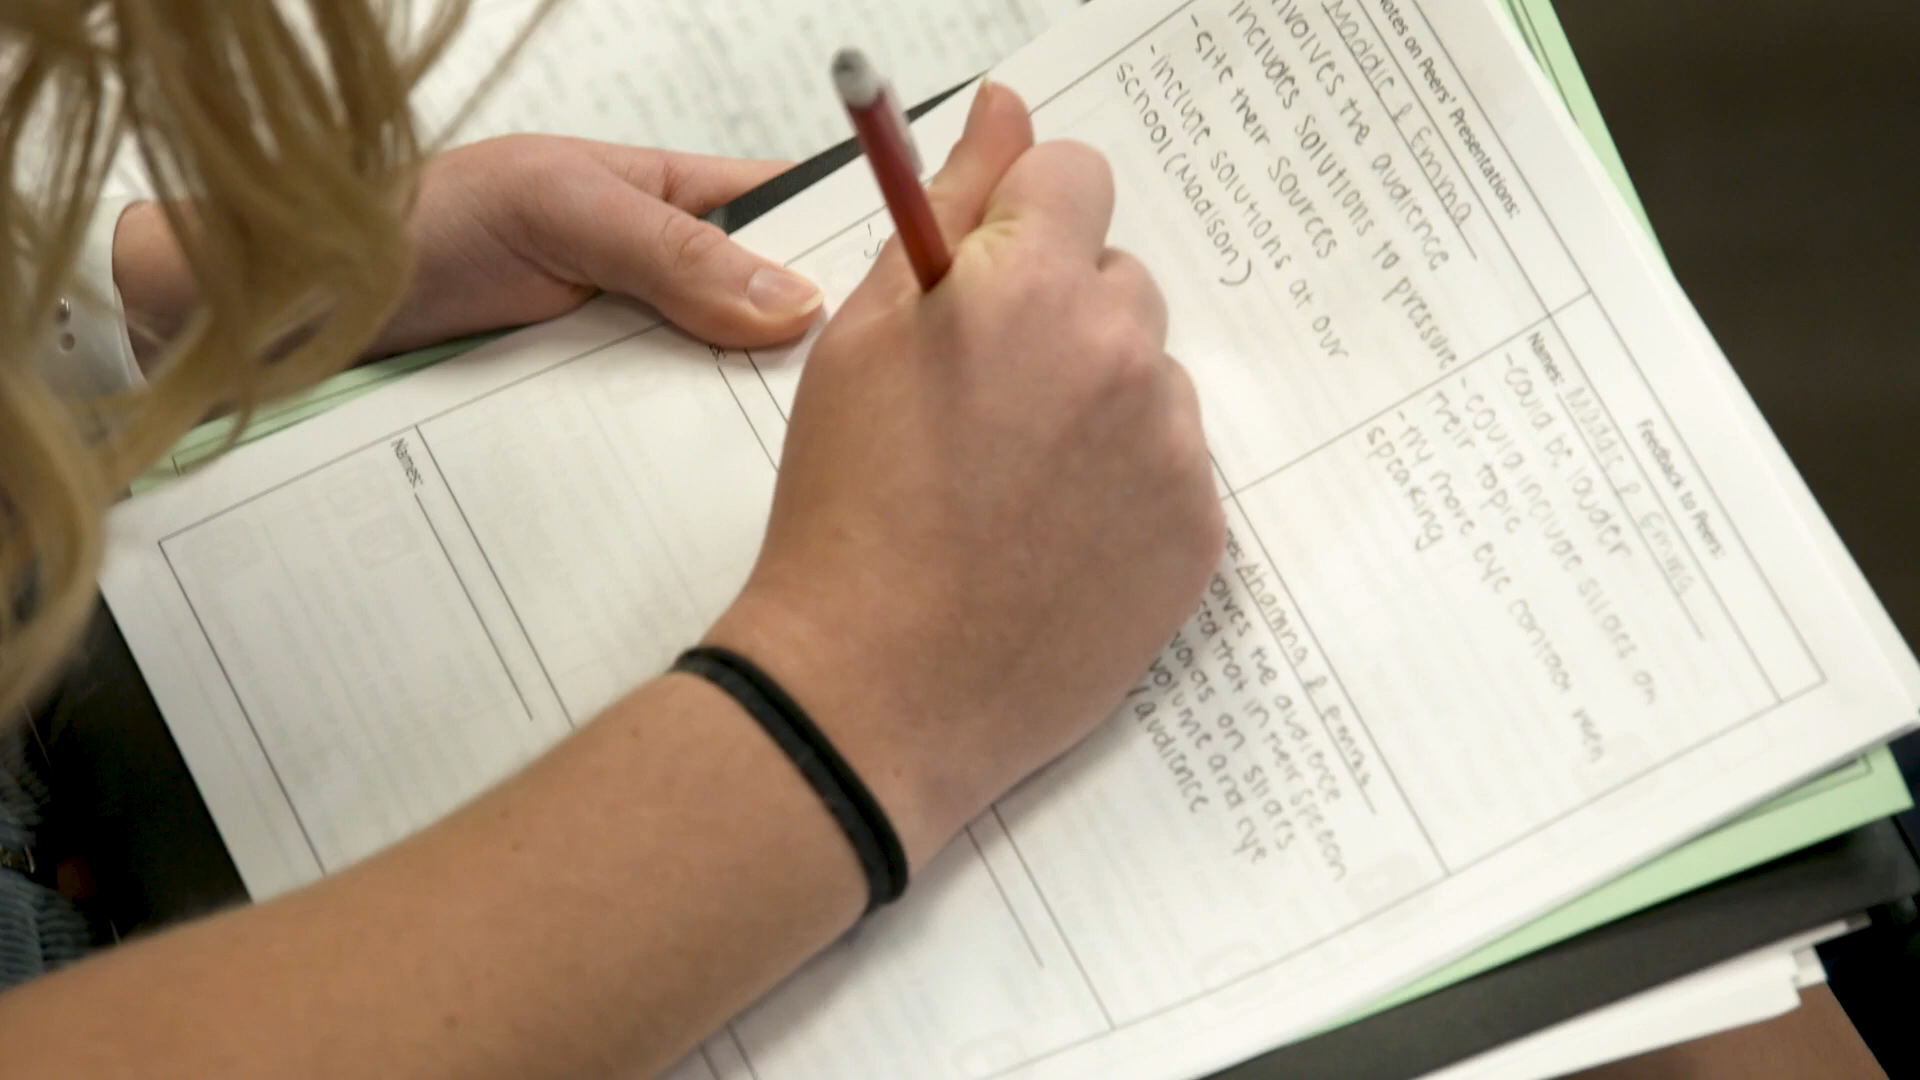 Notes on Peers' Presentations:
Maddie & Emma
involves the audience
includes solutions to pressure
-site their sources
-include solutions at our
school (Madison)
-s
Feedback to Peers:
Names: Maddie & Emma
-could be louder
-could include slides on
their topic
-try more eye contact when
speaking
Names: Ahamna & Emma
the audience
that in their speech
on slides
volume and eye
/audience
Names: